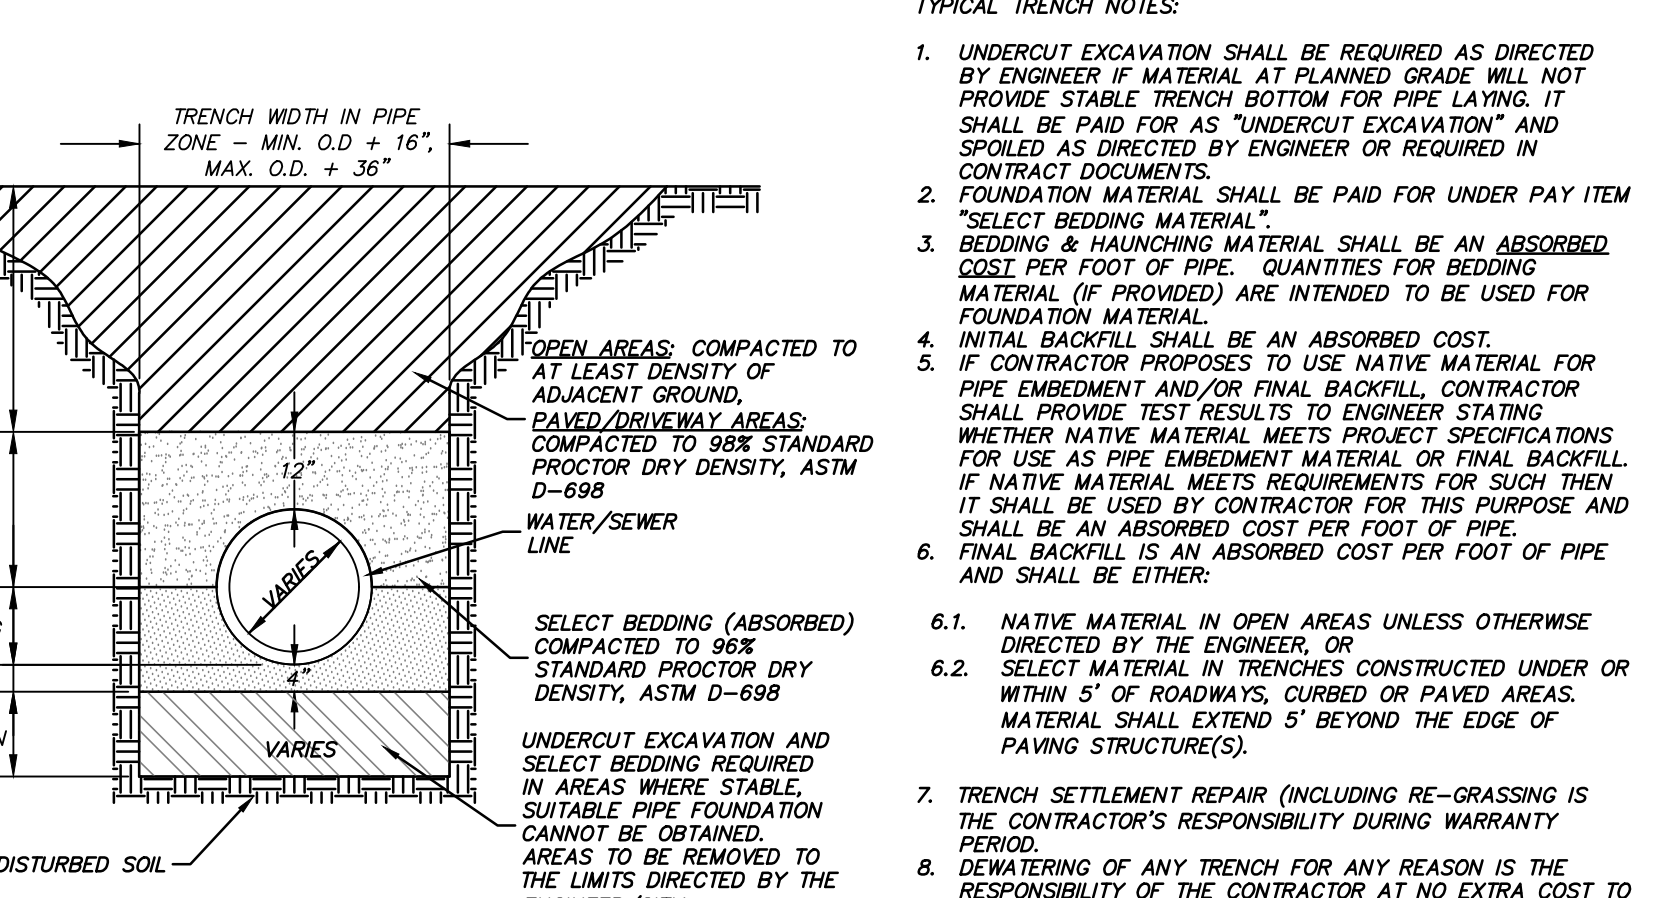 TYPICAL TRENCH NOTES:
1. UNDERCUT EXCAVATION SHALL BE REQUIRED AS DIRECTED
BY ENGINEER IF MATERIAL AT PLANNED GRADE WILL NOT
PROVIDE STABLE TRENCH BOTTOM FOR PIPE LAYING. IT
SHALL BE PAID FOR AS "UNDERCUT EXCAVATION" AND
SPOILED AS DIRECTED BY ENGINEER OR REQUIRED IN
CONTRACT DOCUMENTS.
2. FOUNDATION MATERIAL SHALL BE PAID FOR UNDER PAY ITEM
"SELECT BEDDING MATERIAL".
3. BEDDING & HAUNCHING MATERIAL SHALL BE AN ABSORBED
COST PER FOOT OF PIPE. QUANTITIES FOR BEDDING
MATERIAL (IF PROVIDED) ARE INTENDED TO BE USED FOR
FOUNDATION MATERIAL.
4. INITIAL BACKFILL SHALL BE AN ABSORBED COST.
5. IF CONTRACTOR PROPOSES TO USE NATIVE MATERIAL FOR
PIPE EMBEDMENT AND/OR FINAL BACKFILL, CONTRACTOR
SHALL PROVIDE TEST RESULTS TO ENGINEER STATING
WHETHER NATIVE MATERIAL MEETS PROJECT SPECIFICATIONS
FOR USE AS PIPE EMBEDMENT MATERIAL OR FINAL BACKFILL.
IF NATIVE MATERIAL MEETS REQUIREMENTS FOR SUCH THEN
IT SHALL BE USED BY CONTRACTOR FOR THIS PURPOSE AND
SHALL BE AN ABSORBED COST PER FOOT OF PIPE.
6. FINAL BACKFILL IS AN ABSORBED COST PER FOOT OF PIPE
AND SHALL BE EITHER:
6.1. NATIVE MATERIAL IN OPEN AREAS UNLESS OTHERWISE
DIRECTED BY THE ENGINEER, OR
6.2. SELECT MATERIAL IN TRENCHES CONSTRUCTED UNDER OR
WITHIN 5' OF ROADWAYS, CURBED OR PAVED AREAS.
MATERIAL SHALL EXTEND 5' BEYOND THE EDGE OF
PAVING STRUCTURE(S).
7. TRENCH SETTLEMENT REPAIR (INCLUDING RE-GRASSING IS
THE CONTRACTOR'S RESPONSIBILITY DURING WARRANTY
PERIOD.
8. DEWATERING OF ANY TRENCH FOR ANY REASON IS THE
RESPONSIBILITY OF THE CONTRACTOR AT NO EXTRA COST TO
TRENCH WIDTH IN PIPE
ZONE - MIN. O.D + 16",
MAX. O.D. + 36"
OPEN AREAS: COMPACTED TO
AT LEAST DENSITY OF
ADJACENT GROUND,
PAVED/DRIVEWAY AREAS:
COMPACTED TO 98% STANDARD
PROCTOR DRY DENSITY, ASTM
D-698
12"
WATER/SEWER
LINE
VARIES
SELECT BEDDING (ABSORBED)
COMPACTED TO 96%
STANDARD PROCTOR DRY
DENSITY, ASTM D-698
4"
VARIES
UNDERCUT EXCAVATION AND
SELECT BEDDING REQUIRED
IN AREAS WHERE STABLE,
SUITABLE PIPE FOUNDATION
CANNOT BE OBTAINED.
AREAS TO BE REMOVED TO
THE LIMITS DIRECTED BY THE
DISTURBED SOIL